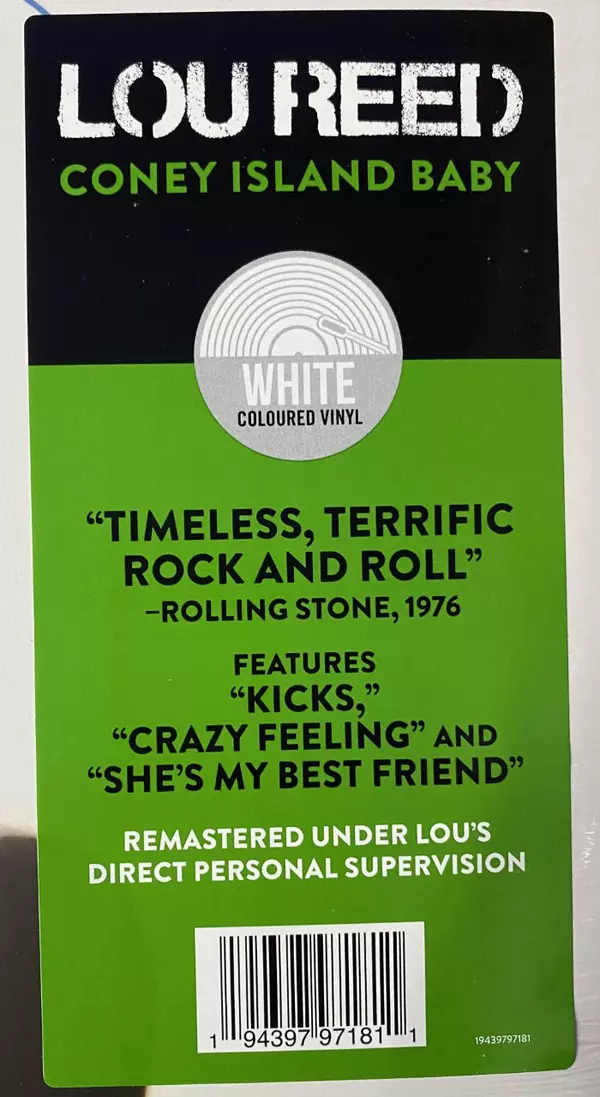 LOU REED
CONEY ISLAND BABY
WHITE
COLOURED VINYL
“TIMELESS, TERRIFIC
ROCK AND ROLL”
–ROLLING STONE, 1976
FEATURES
“KICKS,”
“CRAZY FEELING” AND
“SHE’S MY BEST FRIEND”
REMASTERED UNDER LOU’S
DIRECT PERSONAL SUPERVISION
1 94397 97181 1
19439797181